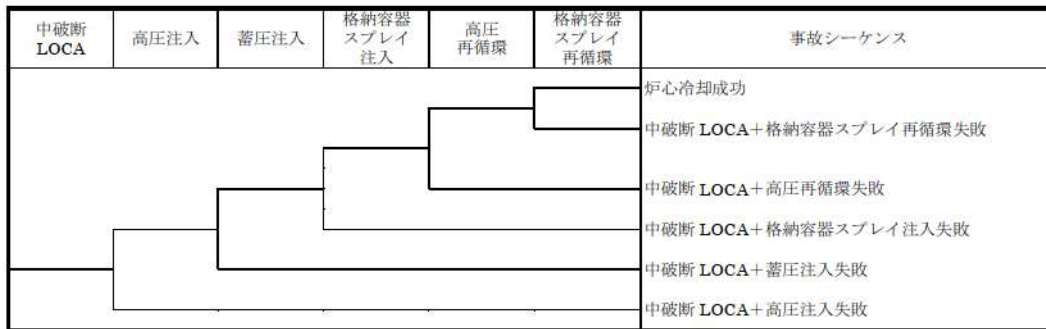 中破断
LOCA
高圧注入
蓄圧注入
格納容器
スプレイ
注入
高圧
再循環
格納容器
スプレイ
再循環
事故シーケンス
炉心冷却成功
中破断 LOCA+格納容器スプレイ再循環失敗
中破断 LOCA+高圧再循環失敗
中破断 LOCA+格納容器スプレイ注入失敗
中破断 LOCA+蓄圧注入失敗
中破断 LOCA+高圧注入失敗